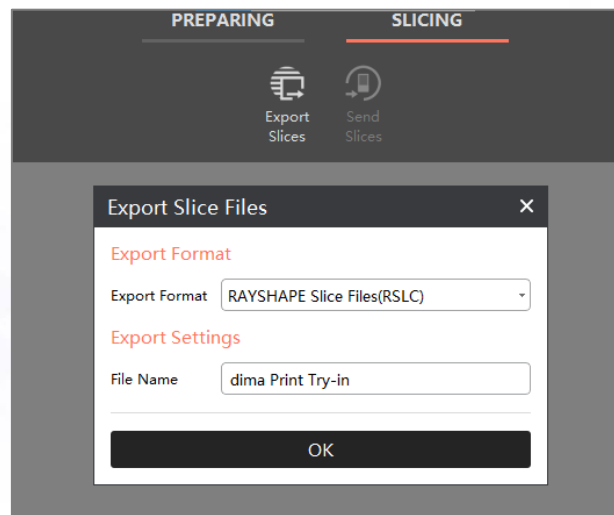 PREPARING SLICING
Export Slices
Send Slices
Export Slice Files ×
Export Format
Export Format RAYSHAPE Slice Files(RSLC)
Export Settings
File Name dima Print Try-in
OK